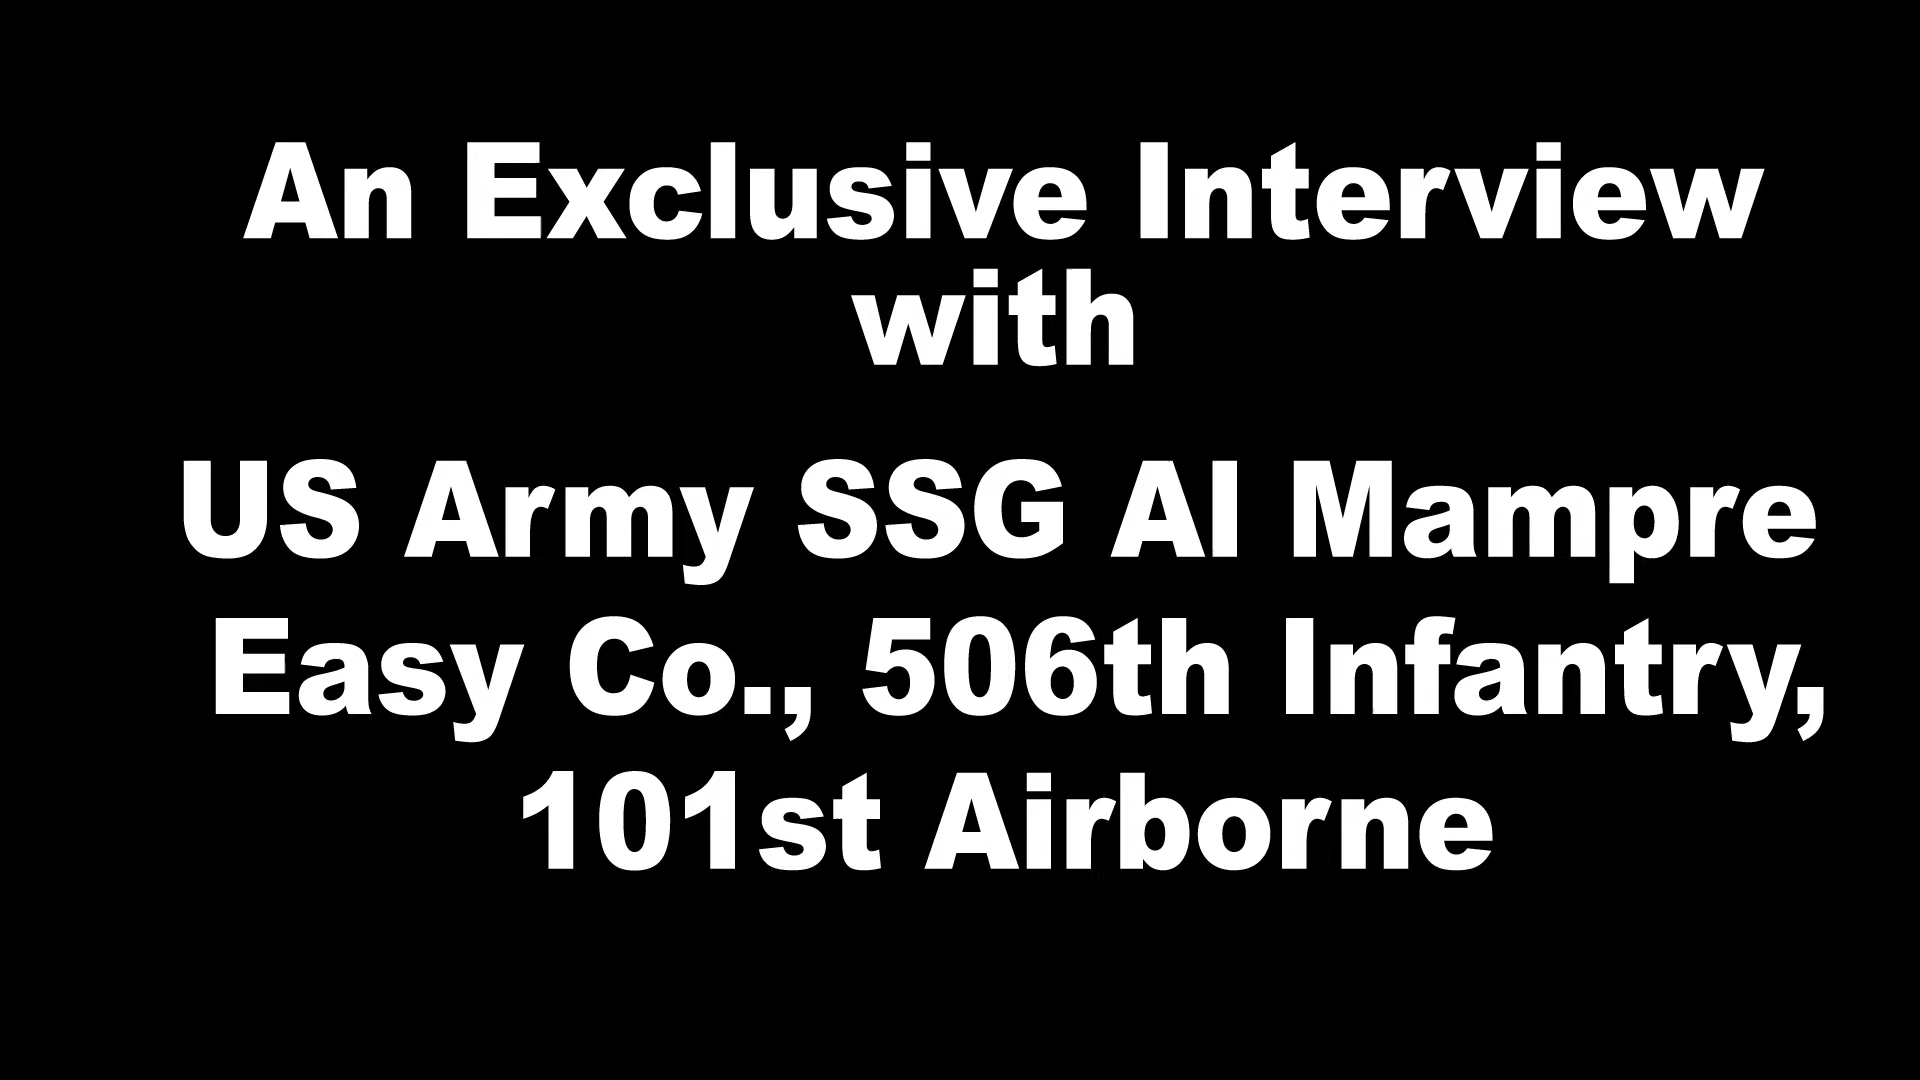 An Exclusive Interview
with
US Army SSG Al Mampre
Easy Co., 506th Infantry,
101st Airborne